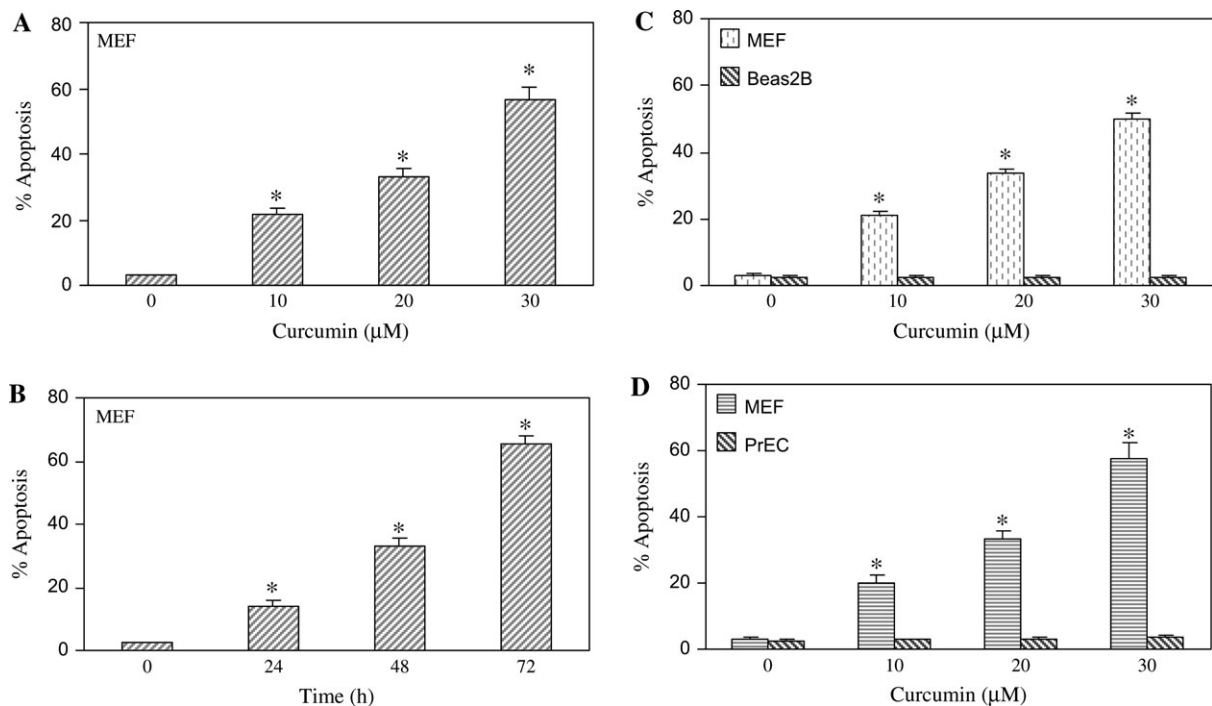 A
MEF
% Apoptosis
80
60
40
20
0
*
*
*
0 10 20 30
Curcumin (µM)
B
MEF
% Apoptosis
80
60
40
20
0
*
*
*
0 24 48 72
Time (h)
C
MEF
Beas2B
% Apoptosis
80
60
40
20
0
*
*
*
0 10 20 30
Curcumin (µM)
D
MEF
PrEC
% Apoptosis
80
60
40
20
0
*
*
*
0 10 20 30
Curcumin (µM)